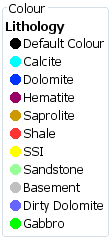 Colour
Lithology
Default Colour
Calcite
Dolomite
Hematite
Saprolite
Shale
SSI
Sandstone
Basement
Dirty Dolomite
Gabbro